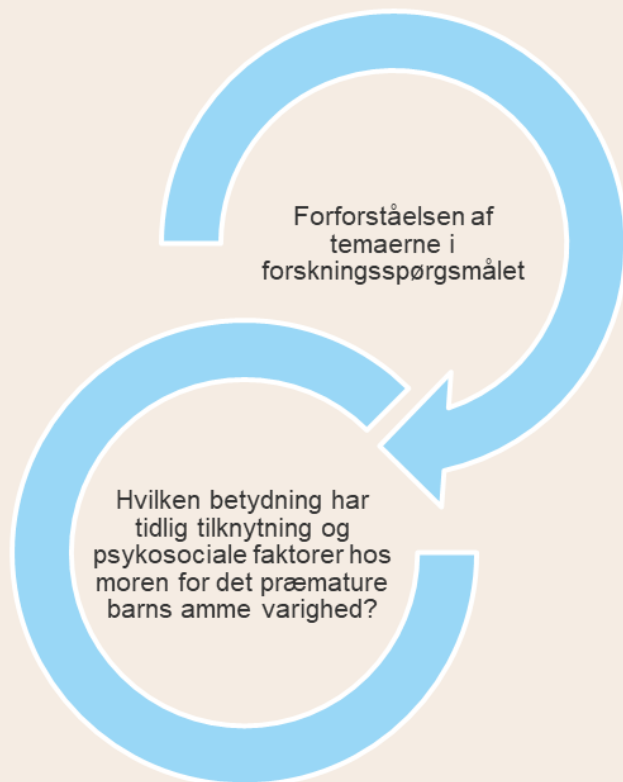 Forforståelsen af
temaerne i
forskningsspørgsmålet
Hvilken betydning har
tidlig tilknytning og
psykosociale faktorer hos
moren for det præmature
barns amme varighed?